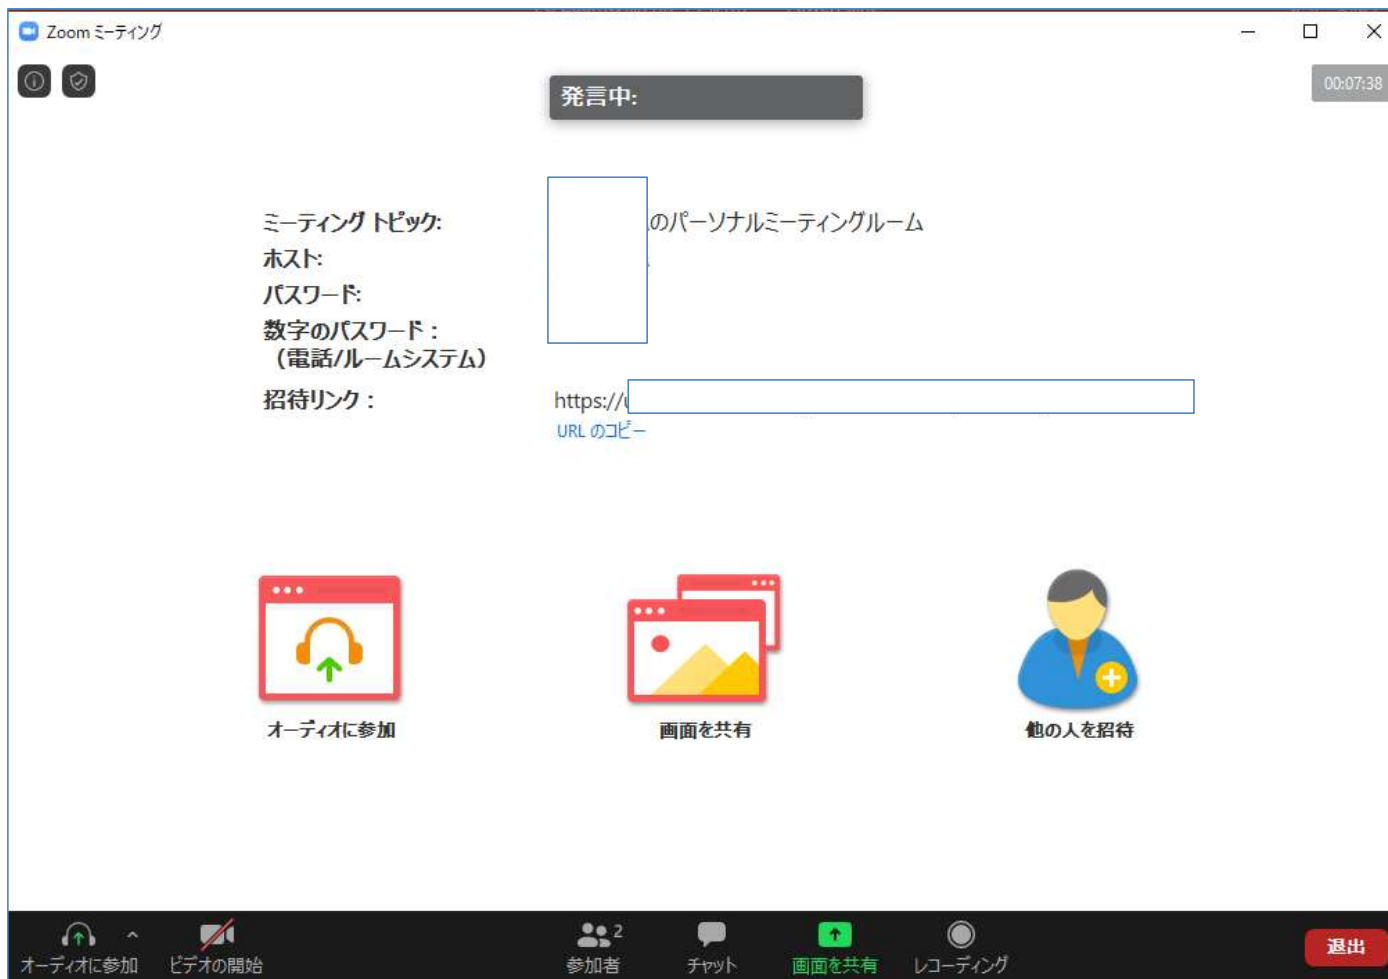 Zoom ミーティング
発言中:
00:07:38
ミーティング トピック:
のパーソナルミーティングルーム
ホスト:
パスワード:
数字のパスワード：
（電話/ルームシステム）
招待リンク：
https://
URL のコピー
オーディオに参加
画面を共有
他の人を招待
2
オーディオに参加
ビデオの開始
参加者
チャット
画面を共有
レコーディング
退出